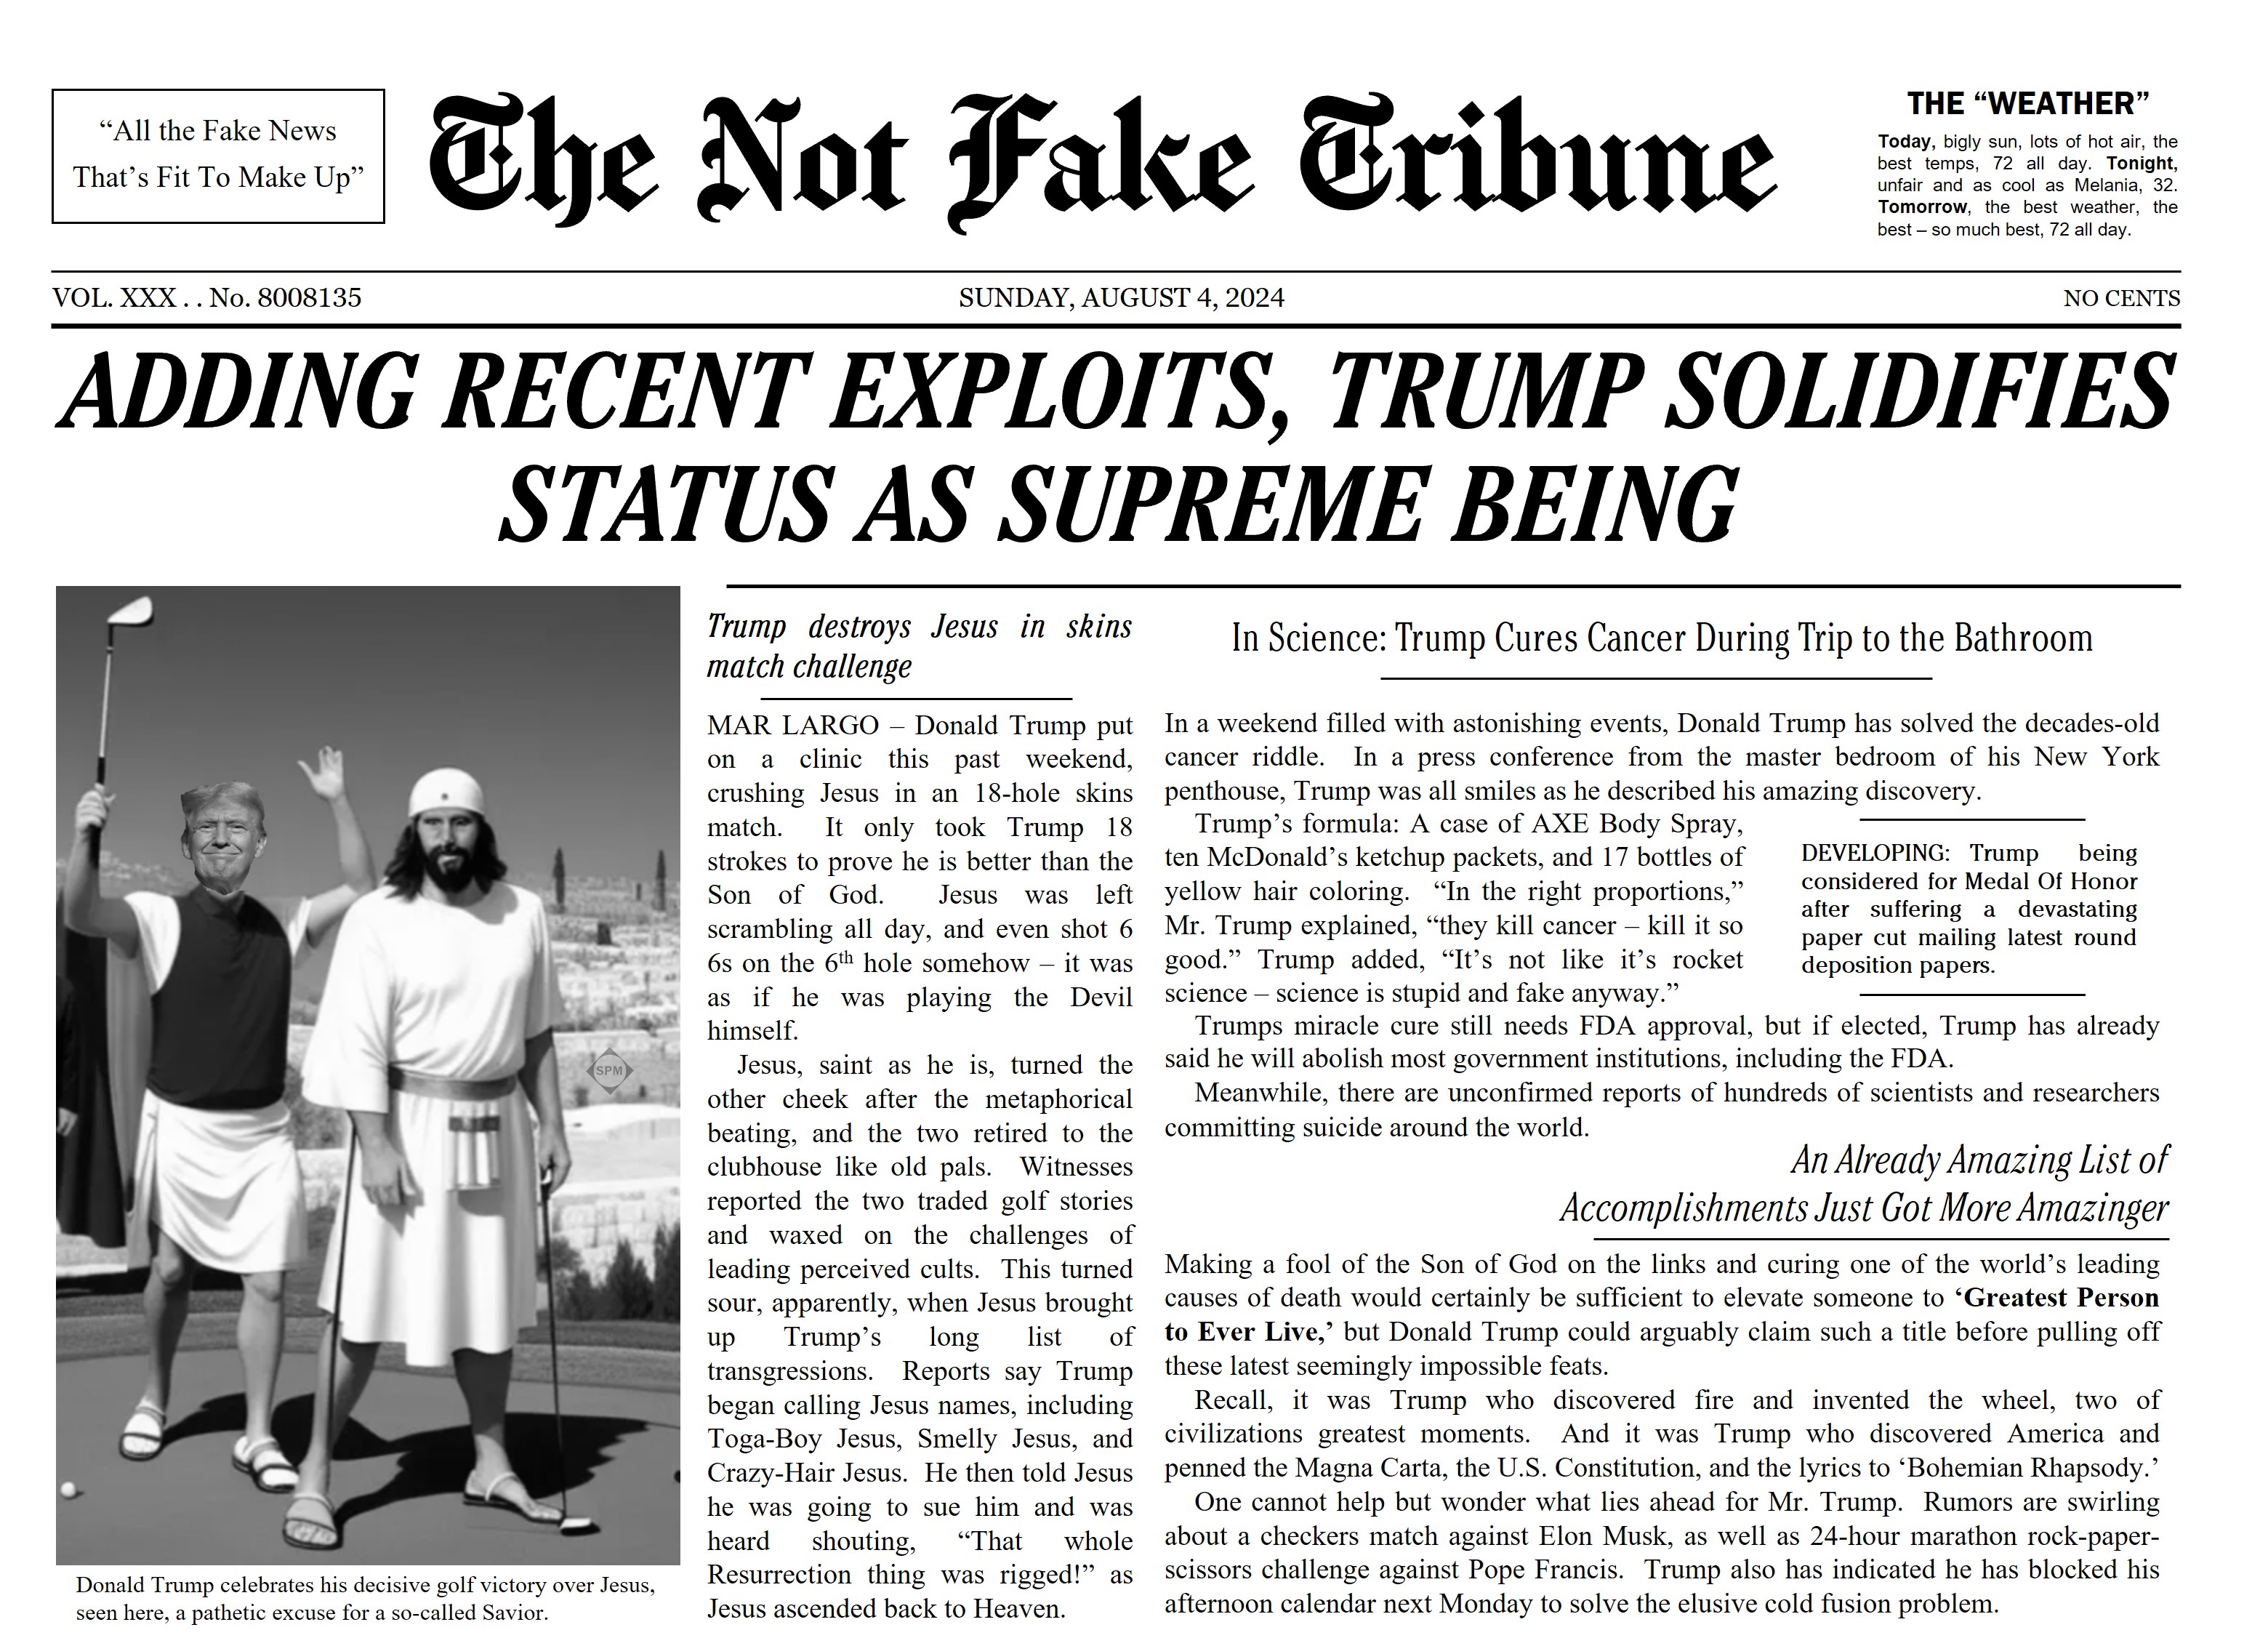 “All the Fake News
That’s Fit To Make Up”
The Not Fake Tribune
THE “WEATHER”
Today, bigly sun, lots of hot air, the
best temps, 72 all day. Tonight,
unfair and as cool as Melania, 32.
Tomorrow, the best weather, the
best – so much best, 72 all day.
VOL. XXX . . No. 8008135
SUNDAY, AUGUST 4, 2024
NO CENTS
ADDING RECENT EXPLOITS, TRUMP SOLIDIFIES
STATUS AS SUPREME BEING
SPM
Donald Trump celebrates his decisive golf victory over Jesus,
seen here, a pathetic excuse for a so-called Savior.
Trump destroys Jesus in skins
match challenge
MAR LARGO – Donald Trump put
on a clinic this past weekend,
crushing Jesus in an 18-hole skins
match. It only took Trump 18
strokes to prove he is better than the
Son of God. Jesus was left
scrambling all day, and even shot 6
6s on the 6th hole somehow – it was
as if he was playing the Devil
himself.
Jesus, saint as he is, turned the
other cheek after the metaphorical
beating, and the two retired to the
clubhouse like old pals. Witnesses
reported the two traded golf stories
and waxed on the challenges of
leading perceived cults. This turned
sour, apparently, when Jesus brought
up Trump’s long list of
transgressions. Reports say Trump
began calling Jesus names, including
Toga-Boy Jesus, Smelly Jesus, and
Crazy-Hair Jesus. He then told Jesus
he was going to sue him and was
heard shouting, “That whole
Resurrection thing was rigged!” as
Jesus ascended back to Heaven.
In Science: Trump Cures Cancer During Trip to the Bathroom
In a weekend filled with astonishing events, Donald Trump has solved the decades-old
cancer riddle. In a press conference from the master bedroom of his New York
penthouse, Trump was all smiles as he described his amazing discovery.
Trump’s formula: A case of AXE Body Spray,
ten McDonald’s ketchup packets, and 17 bottles of
yellow hair coloring. “In the right proportions,”
Mr. Trump explained, “they kill cancer – kill it so
good.” Trump added, “It’s not like it’s rocket
science – science is stupid and fake anyway.”
DEVELOPING: Trump being
considered for Medal Of Honor
after suffering a devastating
paper cut mailing latest round
deposition papers.
Trumps miracle cure still needs FDA approval, but if elected, Trump has already
said he will abolish most government institutions, including the FDA.
Meanwhile, there are unconfirmed reports of hundreds of scientists and researchers
committing suicide around the world.
An Already Amazing List of
Accomplishments Just Got More Amazinger
Making a fool of the Son of God on the links and curing one of the world’s leading
causes of death would certainly be sufficient to elevate someone to ‘Greatest Person
to Ever Live,’ but Donald Trump could arguably claim such a title before pulling off
these latest seemingly impossible feats.
Recall, it was Trump who discovered fire and invented the wheel, two of
civilizations greatest moments. And it was Trump who discovered America and
penned the Magna Carta, the U.S. Constitution, and the lyrics to ‘Bohemian Rhapsody.’
One cannot help but wonder what lies ahead for Mr. Trump. Rumors are swirling
about a checkers match against Elon Musk, as well as 24-hour marathon rock-paper-
scissors challenge against Pope Francis. Trump also has indicated he has blocked his
afternoon calendar next Monday to solve the elusive cold fusion problem.